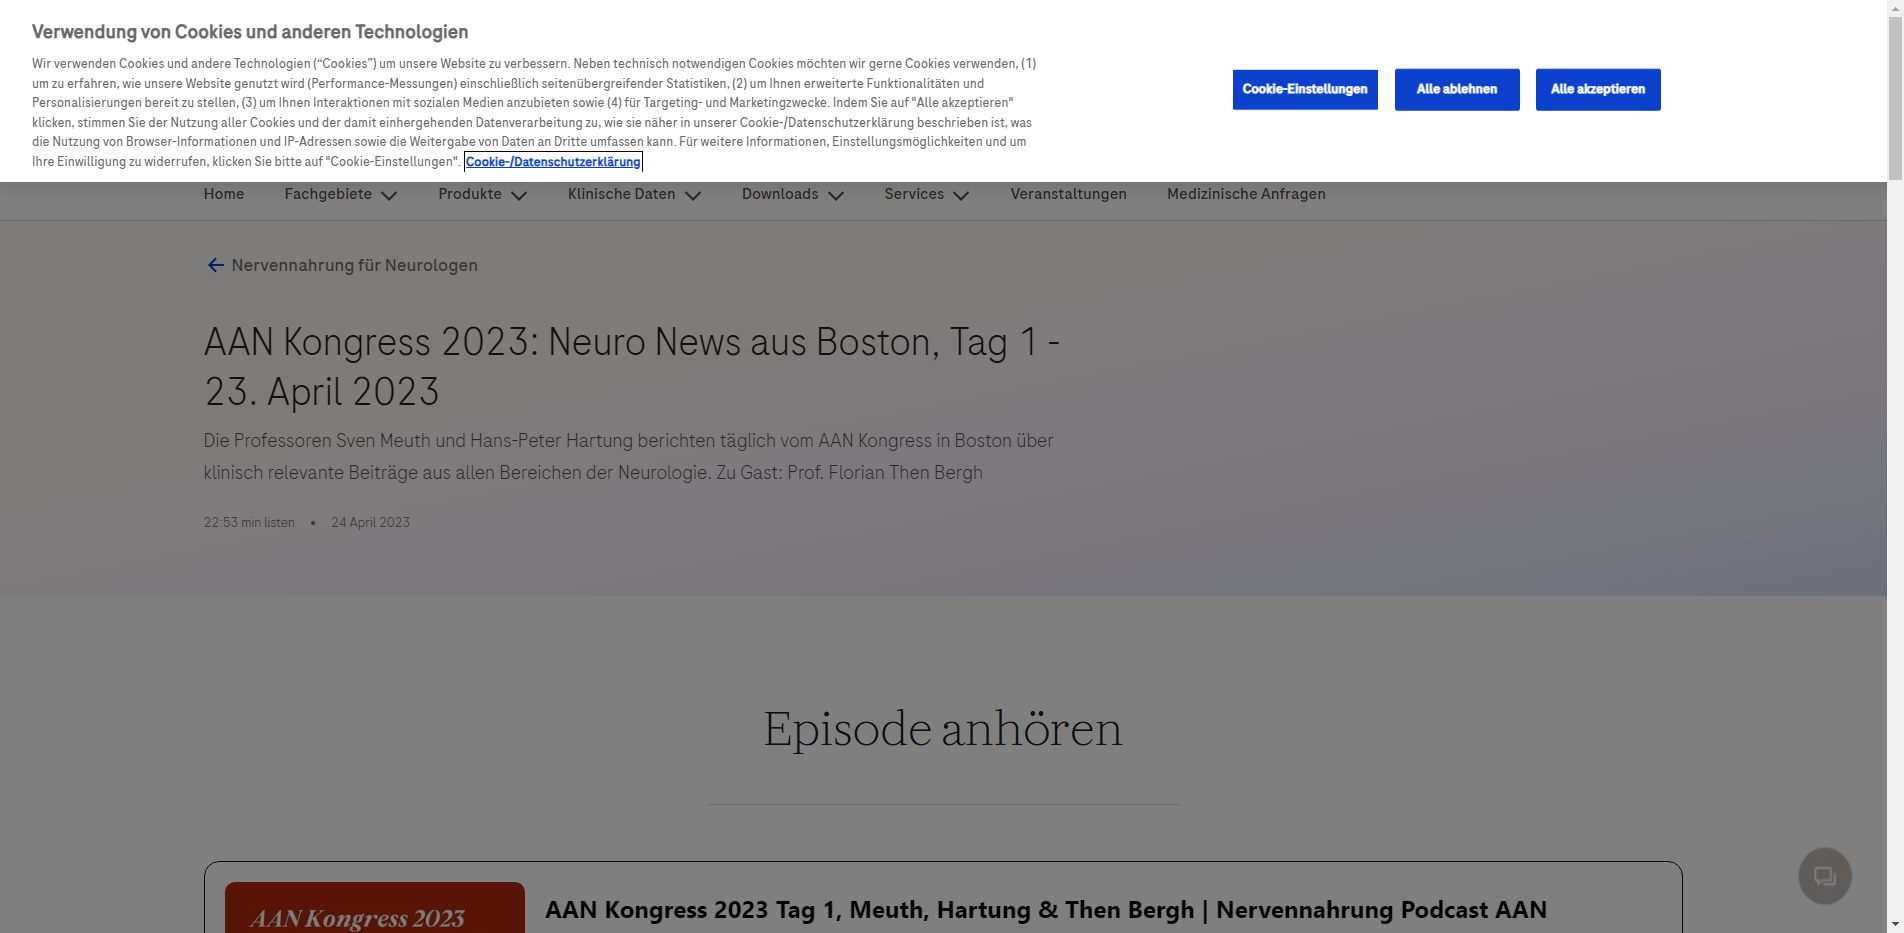 Verwendung von Cookies und anderen Technologien
Wir verwenden Cookies und andere Technologien (“Cookies”) um unsere Website zu verbessern. Neben technisch notwendigen Cookies möchten wir gerne Cookies verwenden, (1)
um zu erfahren, wie unsere Website genutzt wird (Performance-Messungen) einschließlich seitenübergreifender Statistiken, (2) um Ihnen erweiterte Funktionalitäten und
Personalisierungen bereit zu stellen, (3) um Ihnen Interaktionen mit sozialen Medien anzubieten sowie (4) für Targeting- und Marketingzwecke. Indem Sie auf "Alle akzeptieren"
klicken, stimmen Sie der Nutzung aller Cookies und der damit einhergehenden Datenverarbeitung zu, wie sie näher in unserer Cookie-/Datenschutzerklärung beschrieben ist, was
die Nutzung von Browser-Informationen und IP-Adressen sowie die Weitergabe von Daten an Dritte umfassen kann. Für weitere Informationen, Einstellungsmöglichkeiten und um
Ihre Einwilligung zu widerrufen, klicken Sie bitte auf "Cookie-Einstellungen". Cookie-/Datenschutzerklärung
Cookie-Einstellungen Alle ablehnen Alle akzeptieren
Home Fachgebiete Produkte Klinische Daten Downloads Services Veranstaltungen Medizinische Anfragen
Nervennahrung für Neurologen
AAN Kongress 2023: Neuro News aus Boston, Tag 1 -
23. April 2023
Die Professoren Sven Meuth und Hans-Peter Hartung berichten täglich vom AAN Kongress in Boston über
klinisch relevante Beiträge aus allen Bereichen der Neurologie. Zu Gast: Prof. Florian Then Bergh
22:53 min listen • 24 April 2023
Episode anhören
AAN Kongress 2023
AAN Kongress 2023 Tag 1, Meuth, Hartung & Then Bergh | Nervennahrung Podcast AAN